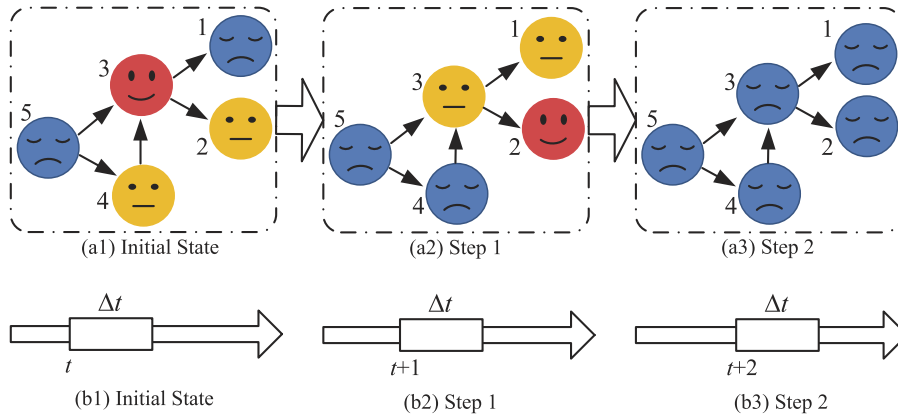 1
3
5
2
4
(a1) Initial State
1
3
5
2
4
(a2) Step 1
1
3
5
2
4
(a3) Step 2
Δt
t
(b1) Initial State
Δt
t+1
(b2) Step 1
Δt
t+2
(b3) Step 2